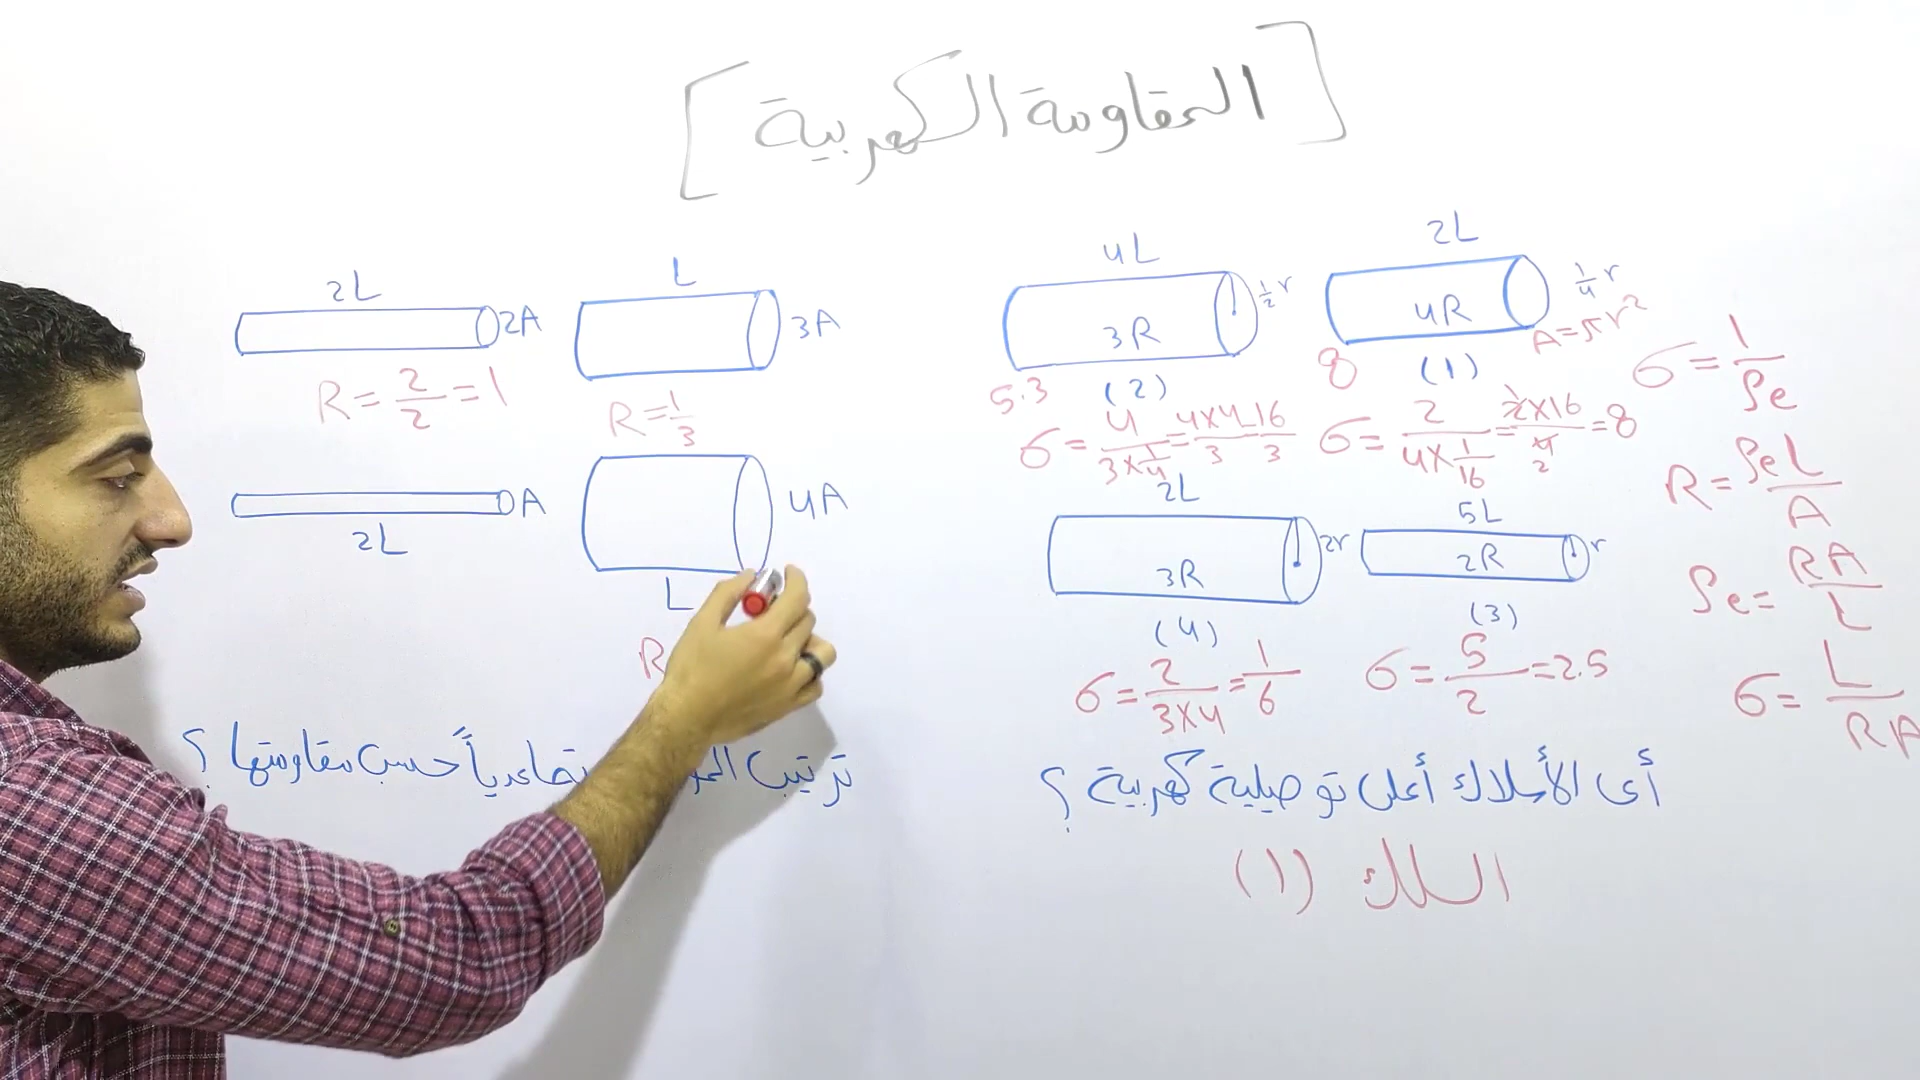 [المقاومة الكهربية]
2L
2A
R = 2/2 = 1
L
3A
R = 1/3
A
2L
4A
L
R
ترتيب تصاعدياً حسب مقاومتها ؟
4L
1/2 r
3R
(2)
5.3
σ = 4/(3×1/4) = 4×4/3 = 16/3
2L
1/4 r
4R
A = πr²
8
(1)
σ = 2/(4×1/16) = 2×16/4 = 8
2L
2r
3R
(4)
σ = 2/(3×4) = 1/6
5L
r
2R
(3)
σ = 5/2 = 2.5
σ = 1/ρe
R = ρe L/A
ρe = RA/L
σ = L/RA
أى الأسلاك أعلى توصيلية كهربية ؟
السلك (١)